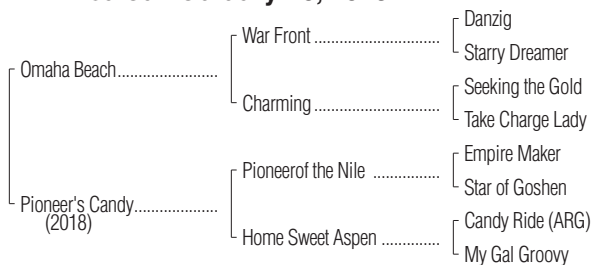 Danzig
War Front
Starry Dreamer
Omaha Beach
Seeking the Gold
Charming
Take Charge Lady
Empire Maker
Pioneerof the Nile
Star of Goshen
Pioneer's Candy
(2018)
Candy Ride (ARG)
Home Sweet Aspen
My Gal Groovy